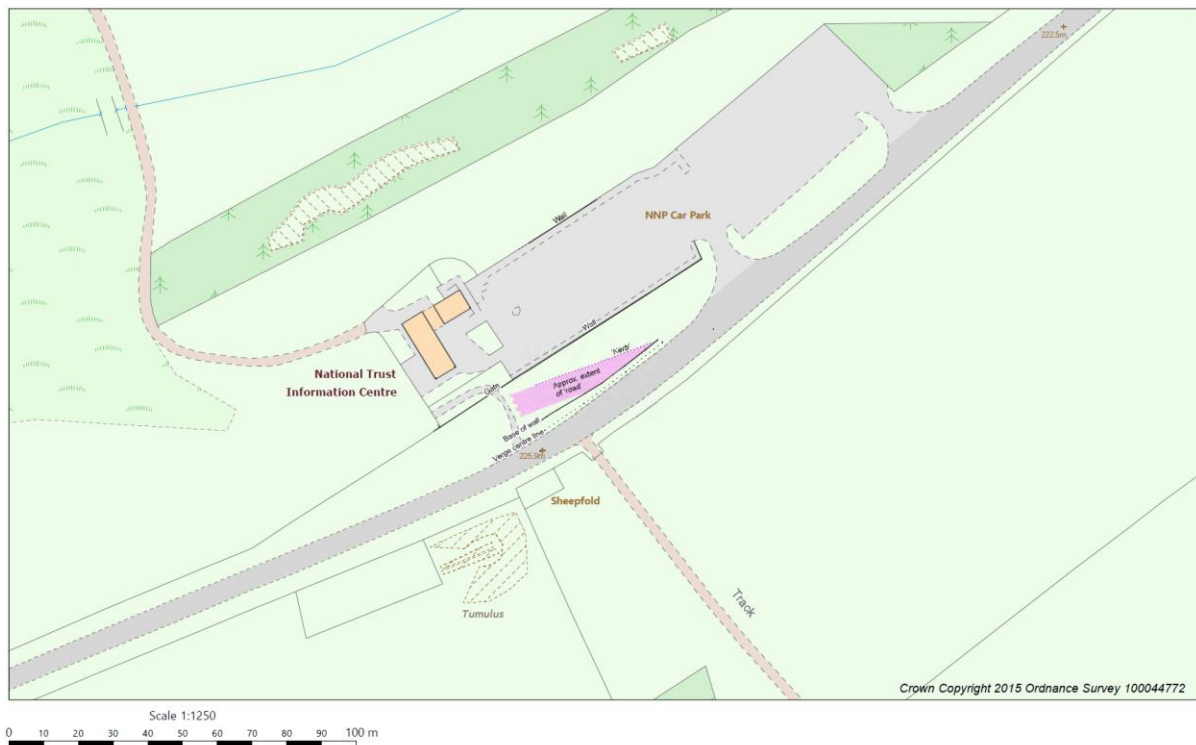 222.5m
Wall
NNP Car Park
Wall
'Kerb'
National Trust
Information Centre
Approx. extent
of 'road'
Gate
Base of wall
Verge centre line
225.9m
Sheepfold
Track
Tumulus
Crown Copyright 2015 Ordnance Survey 100044772
Scale 1:1250
0 10 20 30 40 50 60 70 80 90 100 m